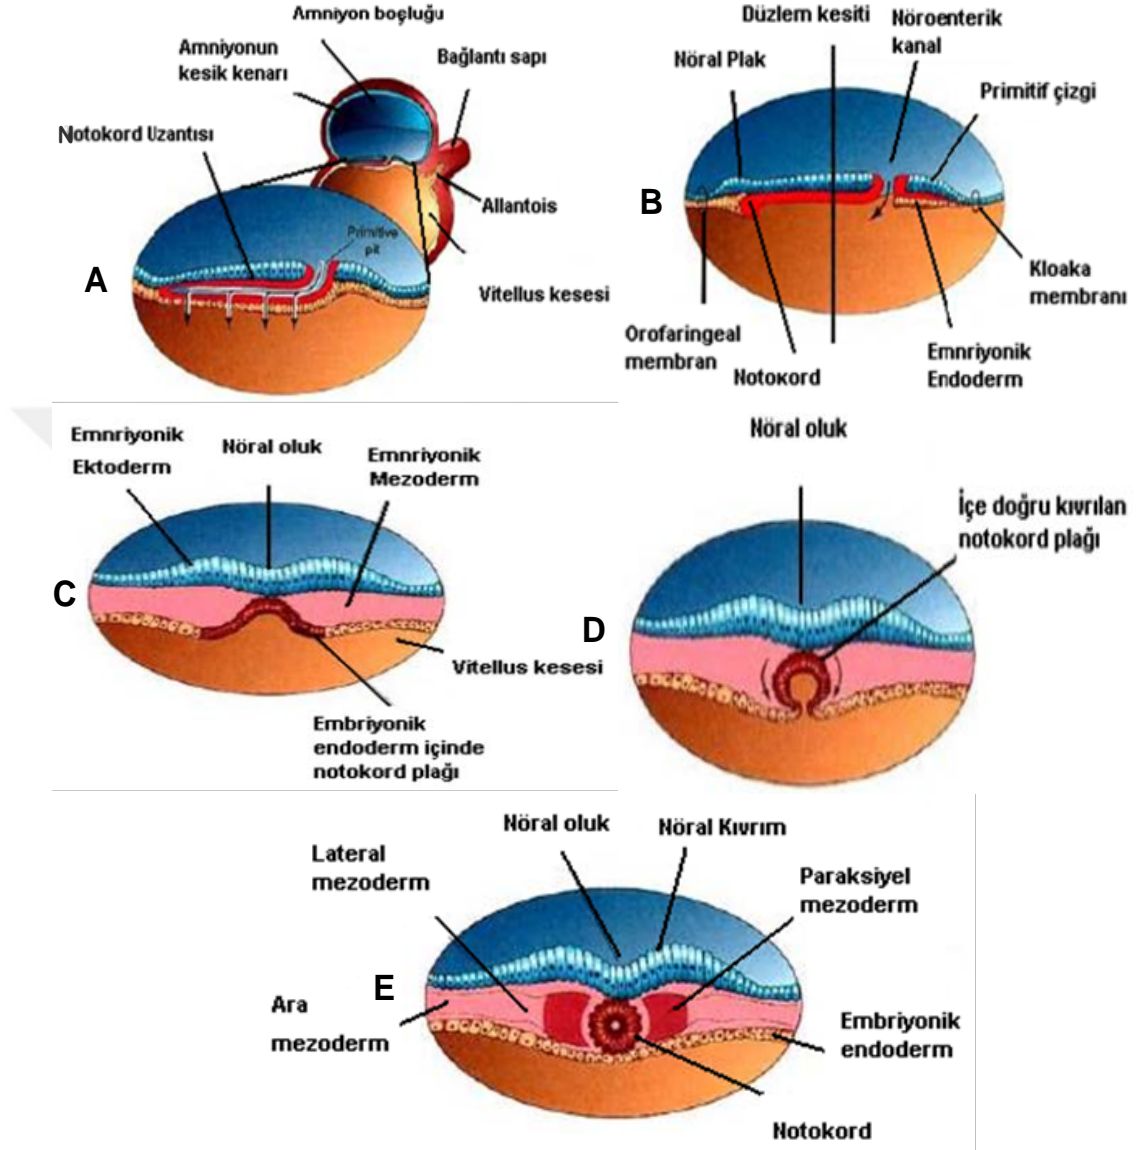 Amniyon boçluğu
Amniyonun
kesik kenarı
Bağlantı sapı
Notokord Uzantısı
Allantois
Primitive
pit
A
Vitellus kesesi
Düzlem kesiti
Nöroenterik
kanal
Nöral Plak
Primitif çizgi
B
Kloaka
membranı
Orofaringeal
membran
Notokord
Emnriyonik
Endoderm
Emnriyonik
Ektoderm
Nöral oluk
Emnriyonik
Mezoderm
C
Vitellus kesesi
Embriyonik
endoderm içinde
notokord plağı
Nöral oluk
İçe doğru kıvrılan
notokord plağı
D
Nöral oluk
Nöral Kıvrım
Lateral
mezoderm
Paraksiyel
mezoderm
E
Ara
mezoderm
Embriyonik
endoderm
Notokord